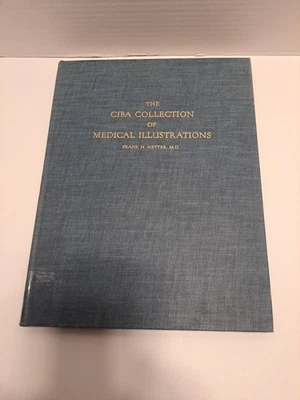 THE
CIBA COLLECTION
OF
MEDICAL ILLUSTRATIONS
FRANK H. NETTER, M.D.